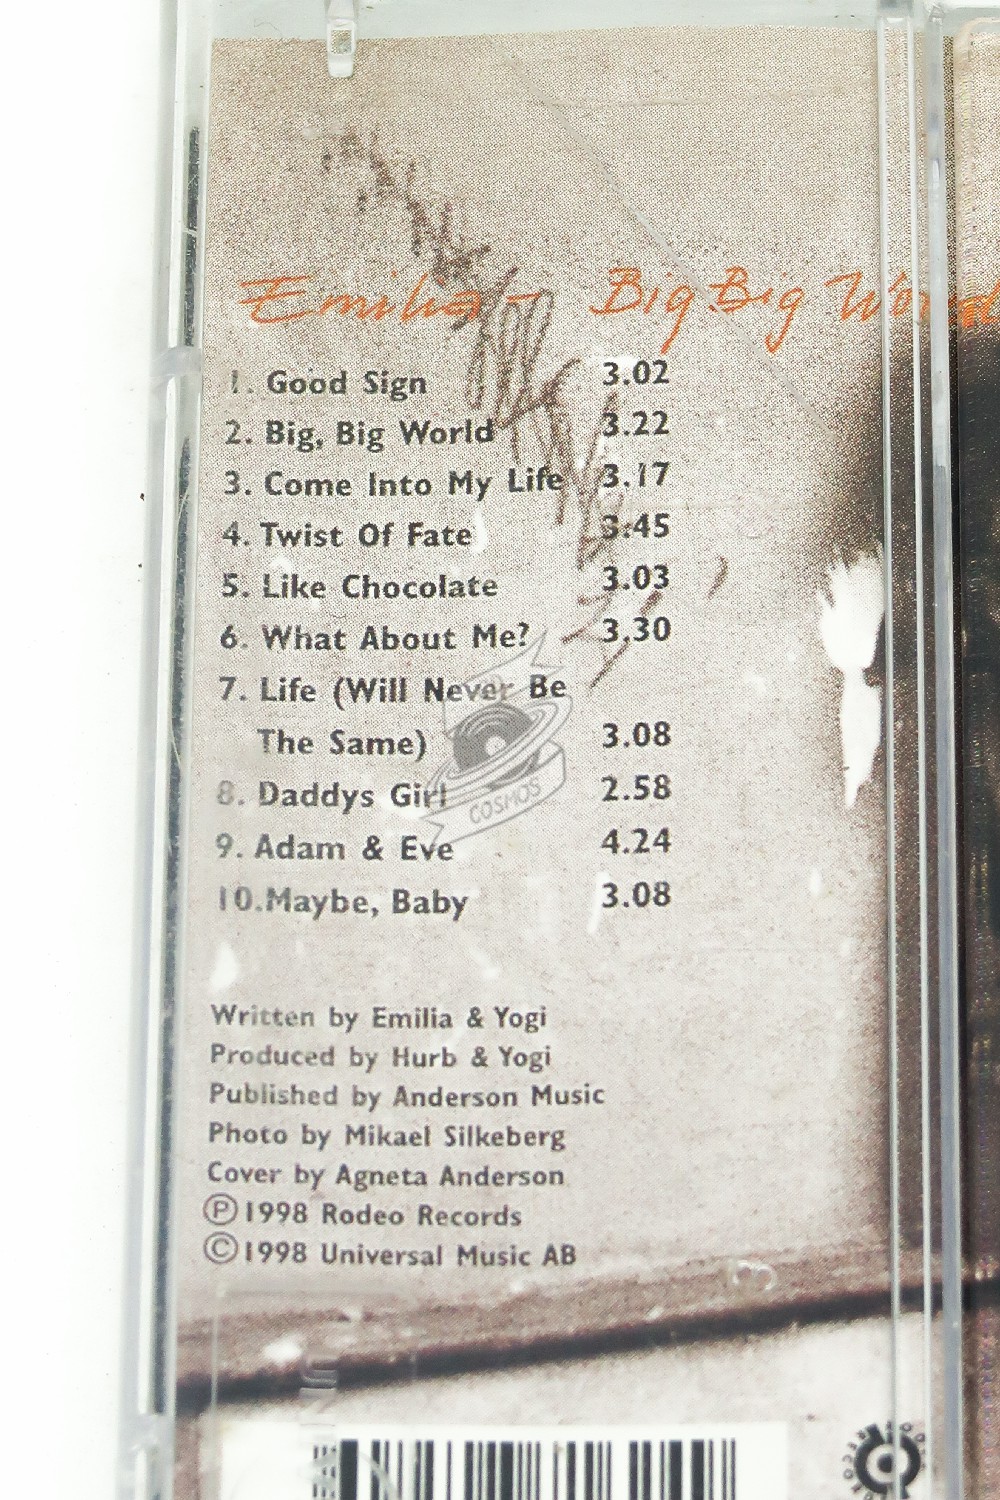 Emilia - Big Big World
1. Good Sign 3.02
2. Big, Big World 3.22
3. Come Into My Life 3.17
4. Twist Of Fate 3:45
5. Like Chocolate 3.03
6. What About Me? 3.30
7. Life (Will Never Be
The Same) 3.08
8. Daddys Girl 2.58
9. Adam & Eve 4.24
10.Maybe, Baby 3.08
COSMOS
Written by Emilia & Yogi
Produced by Hurb & Yogi
Published by Anderson Music
Photo by Mikael Silkeberg
Cover by Agneta Anderson
Ⓟ1998 Rodeo Records
©1998 Universal Music AB